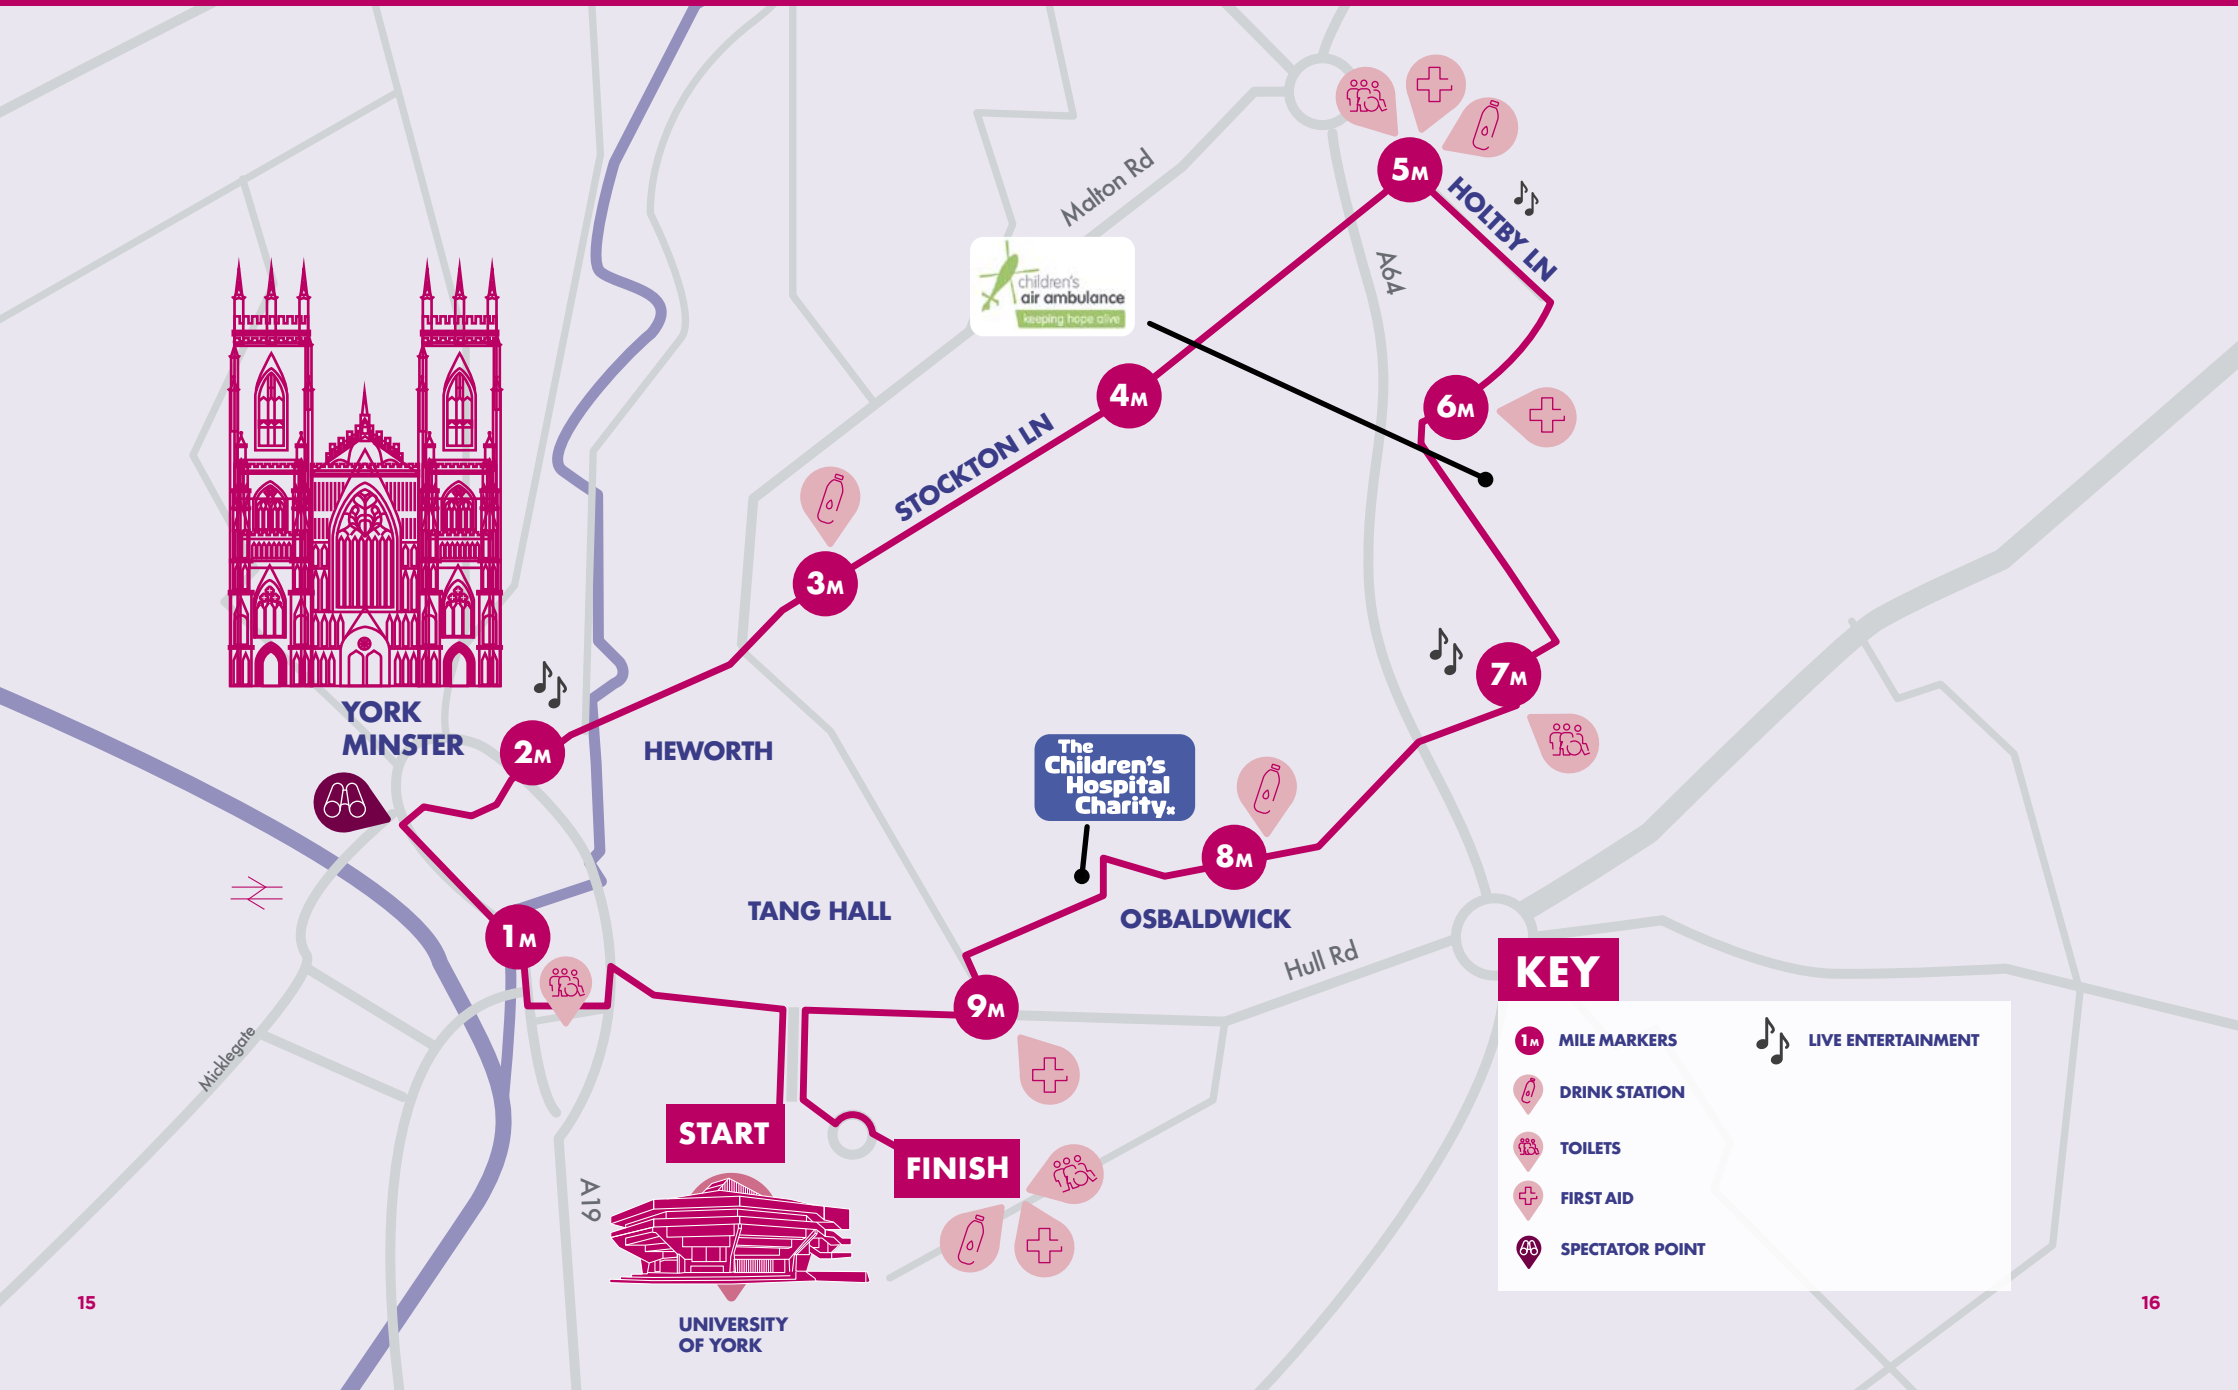 Malton Rd
5M
HOLTBY LN
A64
children's
air ambulance
keeping hope alive
4M
6M
STOCKTON LN
3M
7M
YORK
MINSTER
2M
HEWORTH
The
Children's
Hospital
Charity
8M
TANG HALL
OSBALDWICK
1M
Hull Rd
9M
Micklegate
START
FINISH
A19
UNIVERSITY
OF YORK
KEY
1M MILE MARKERS
LIVE ENTERTAINMENT
DRINK STATION
TOILETS
FIRST AID
SPECTATOR POINT
15
16